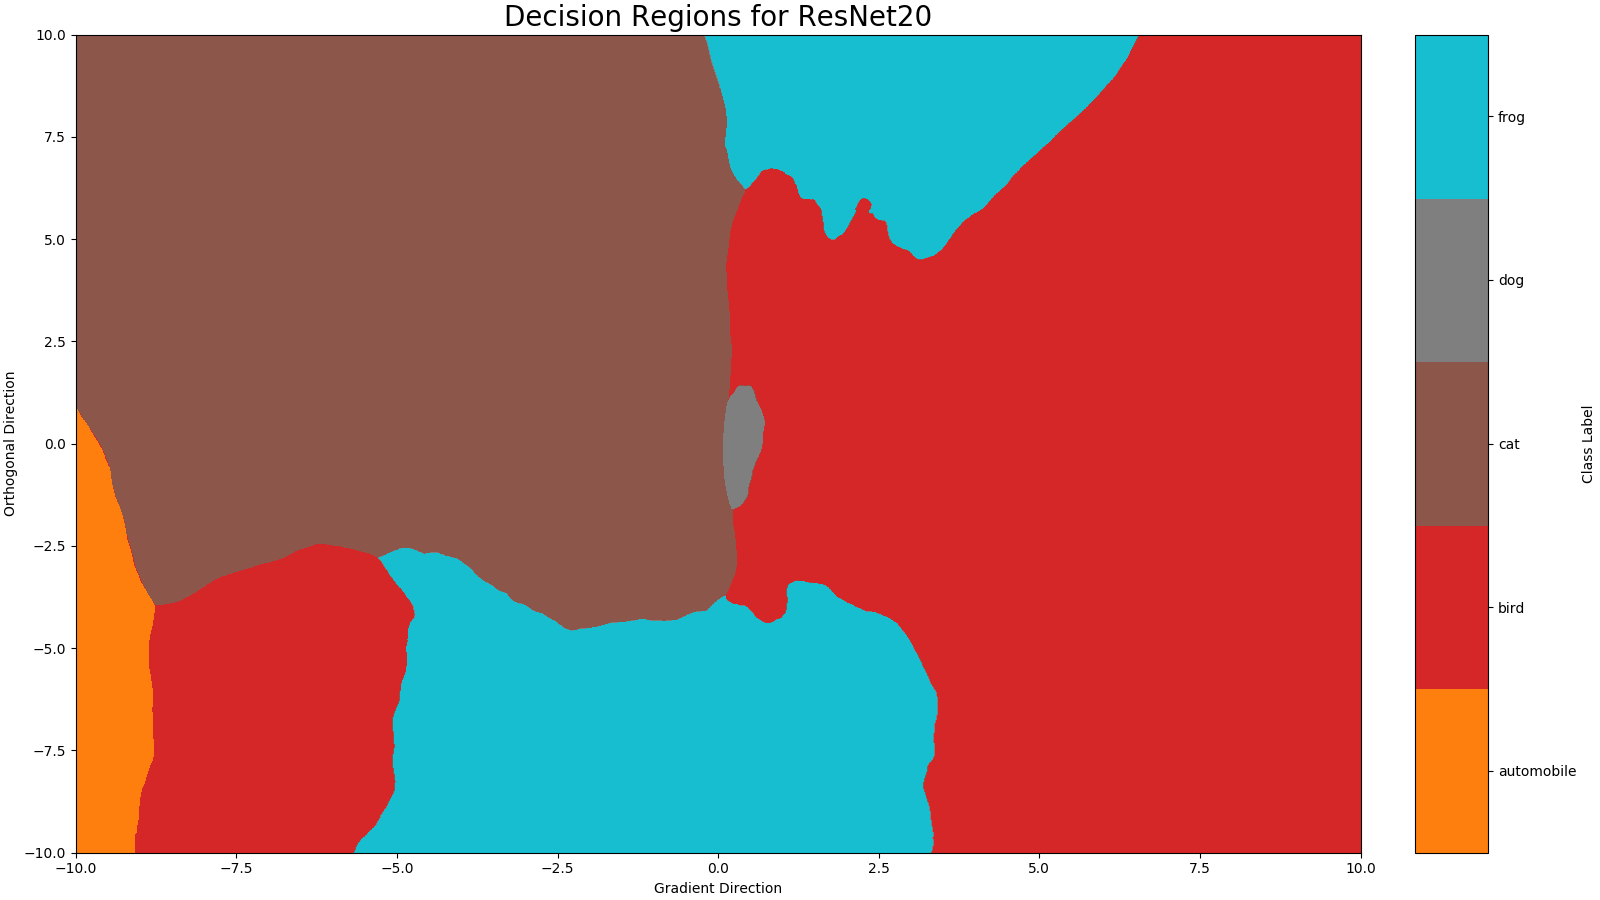 Decision Regions for ResNet20
10.0
7.5
5.0
2.5
0.0
−2.5
−5.0
−7.5
−10.0
Orthogonal Direction
−10.0 −7.5 −5.0 −2.5 0.0 2.5 5.0 7.5 10.0
Gradient Direction
frog
dog
cat
bird
automobile
Class Label